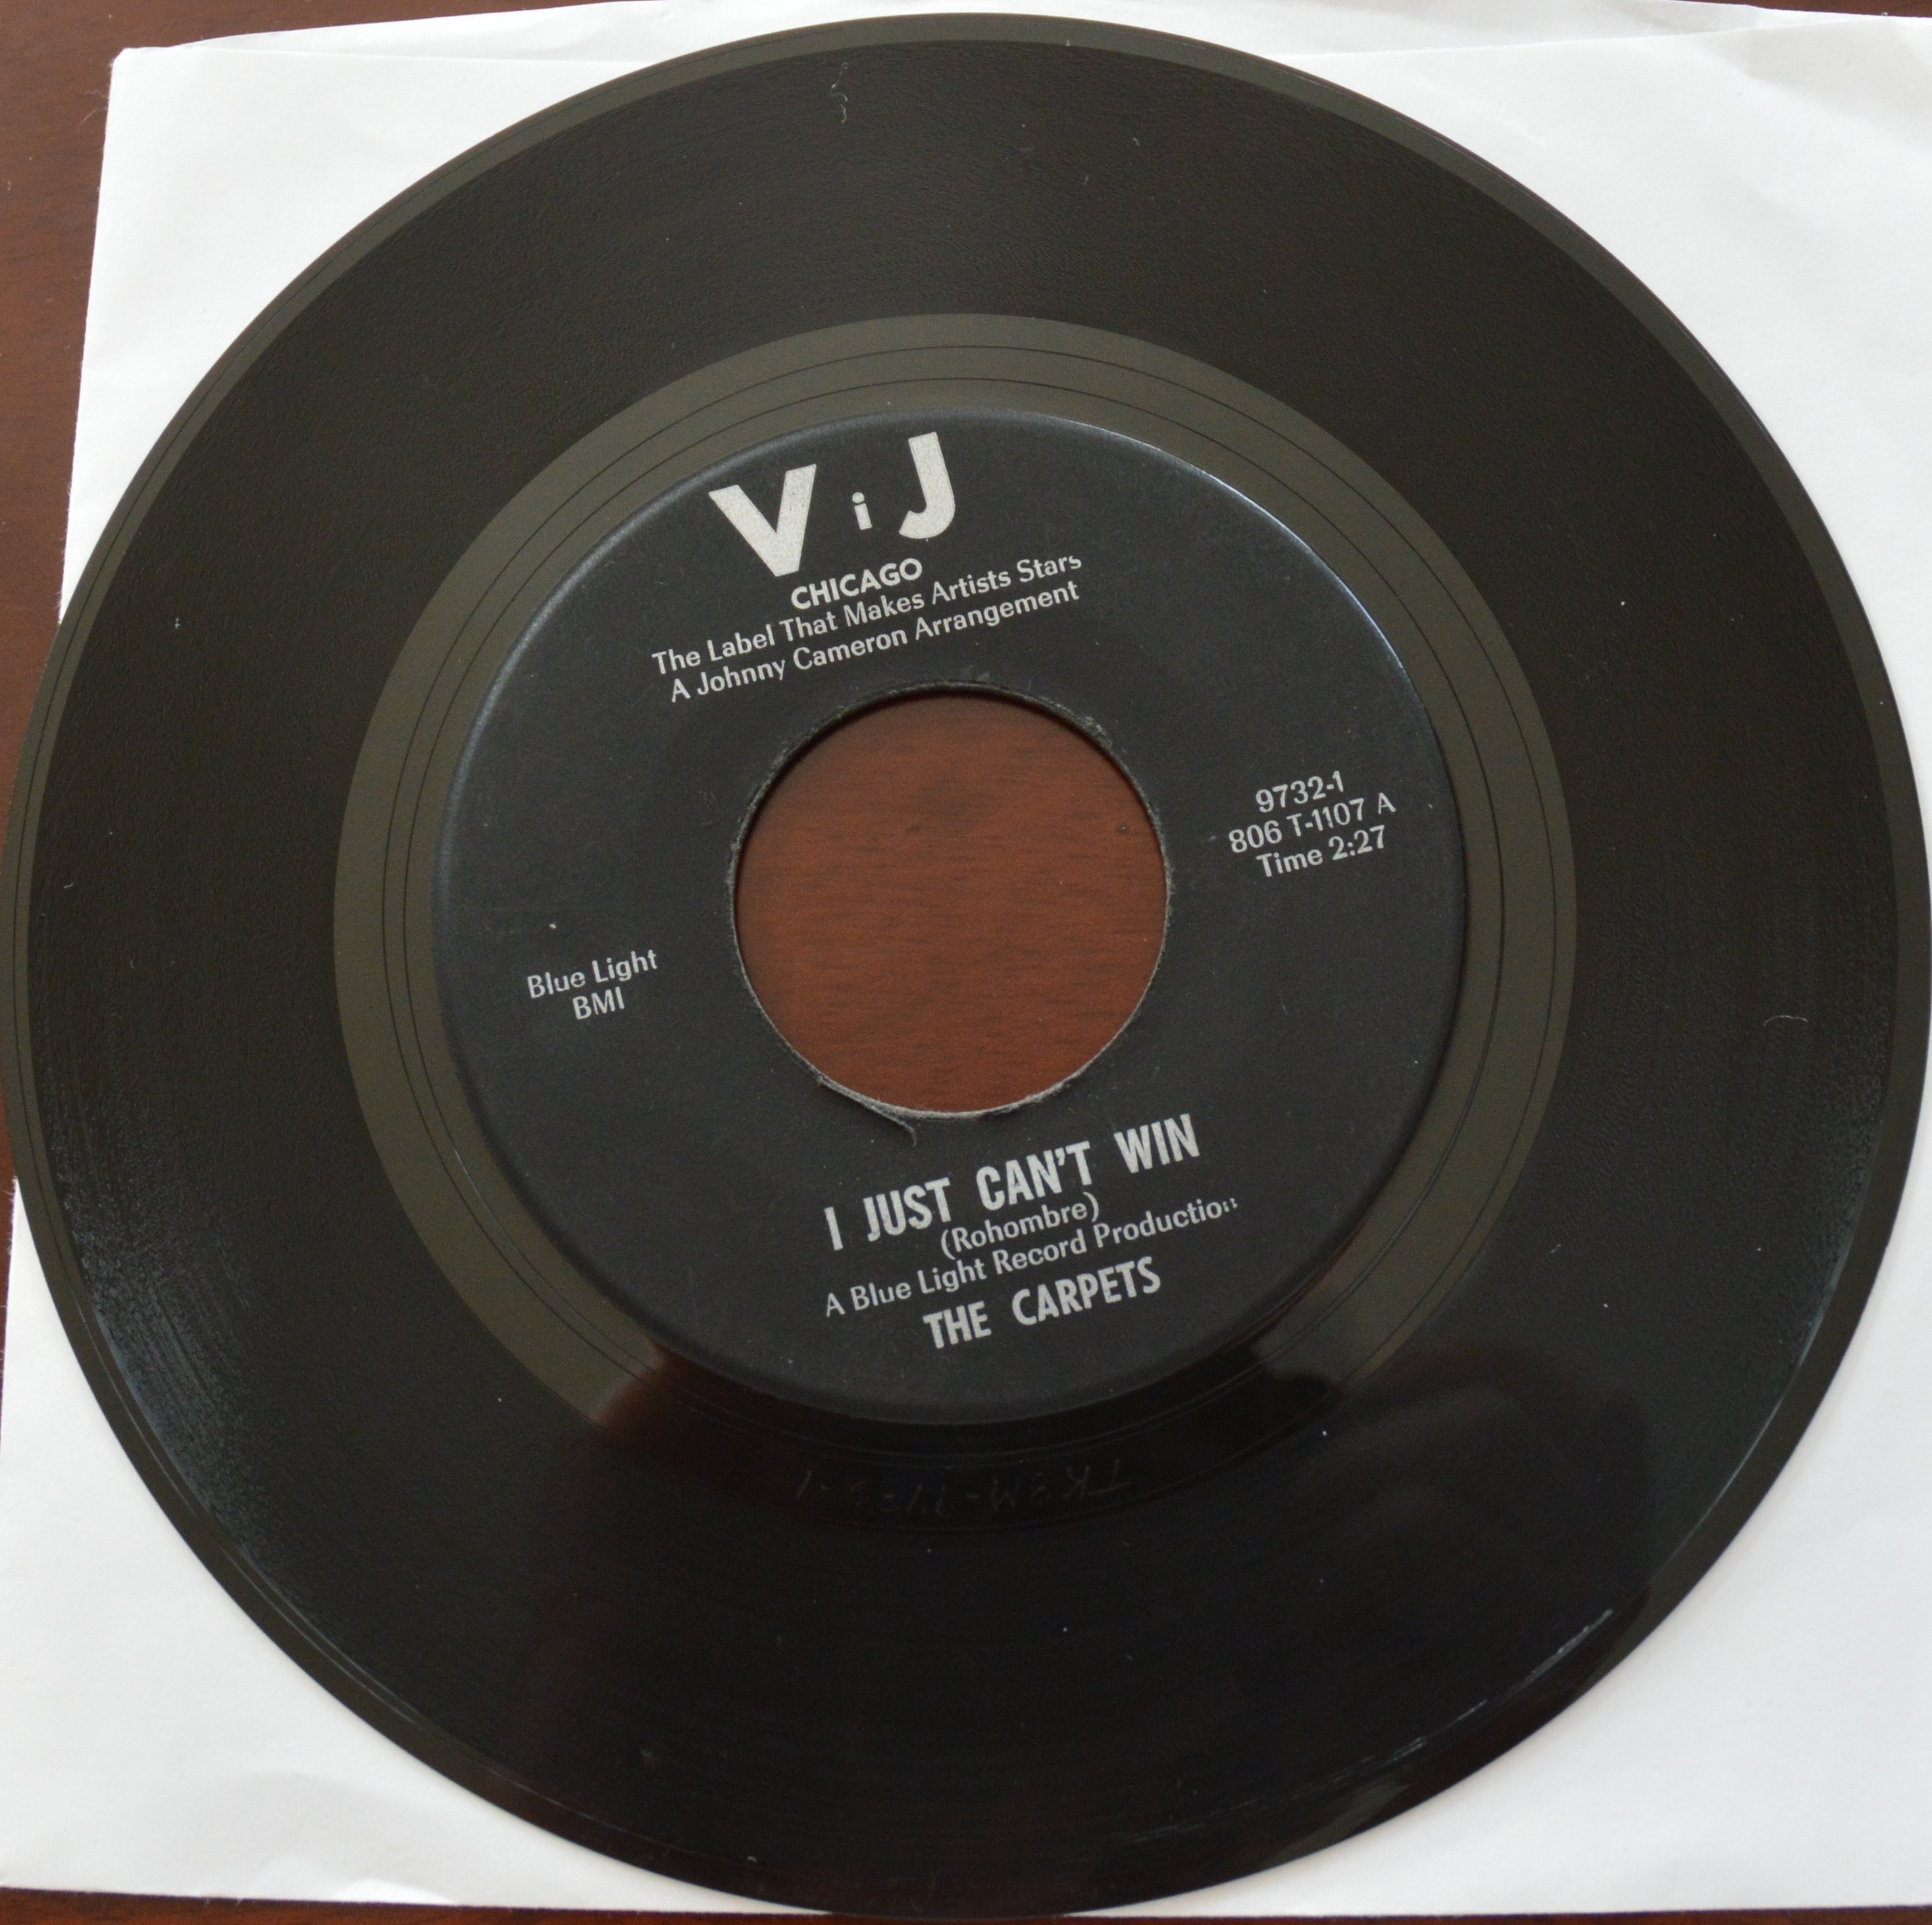 V i J
CHICAGO
The Label That Makes Artists Stars
A Johnny Cameron Arrangement
9732-1
806 T-1107 A
Time 2:27
Blue Light
BMI
I JUST CAN'T WIN
(Rohombre)
A Blue Light Record Production
THE CARPETS